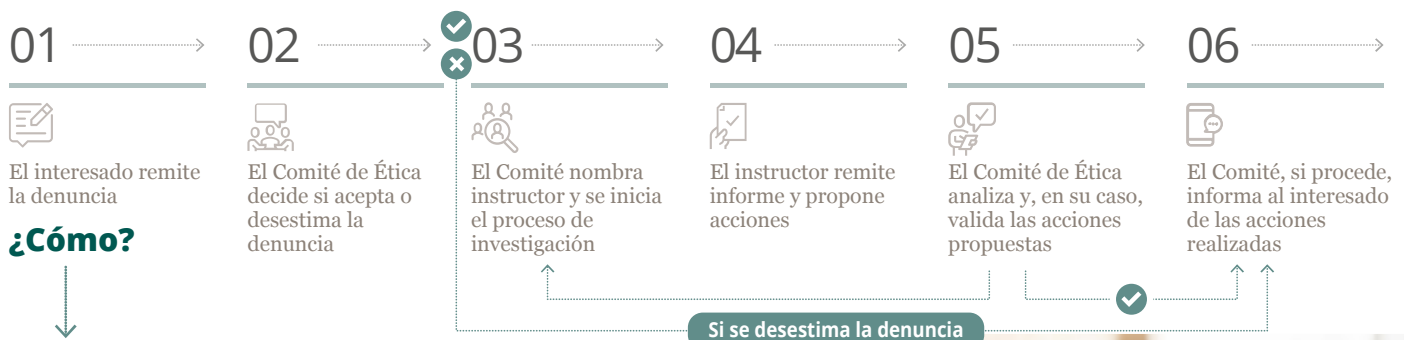 01
El interesado remite
la denuncia
¿Cómo?
02
El Comité de Ética
decide si acepta o
desestima la
denuncia
03
El Comité nombra
instructor y se inicia
el proceso de
investigación
04
El instructor remite
informe y propone
acciones
05
El Comité de Ética
analiza y, en su caso,
valida las acciones
propuestas
06
El Comité, si procede,
informa al interesado
de las acciones
realizadas
Si se desestima la denuncia